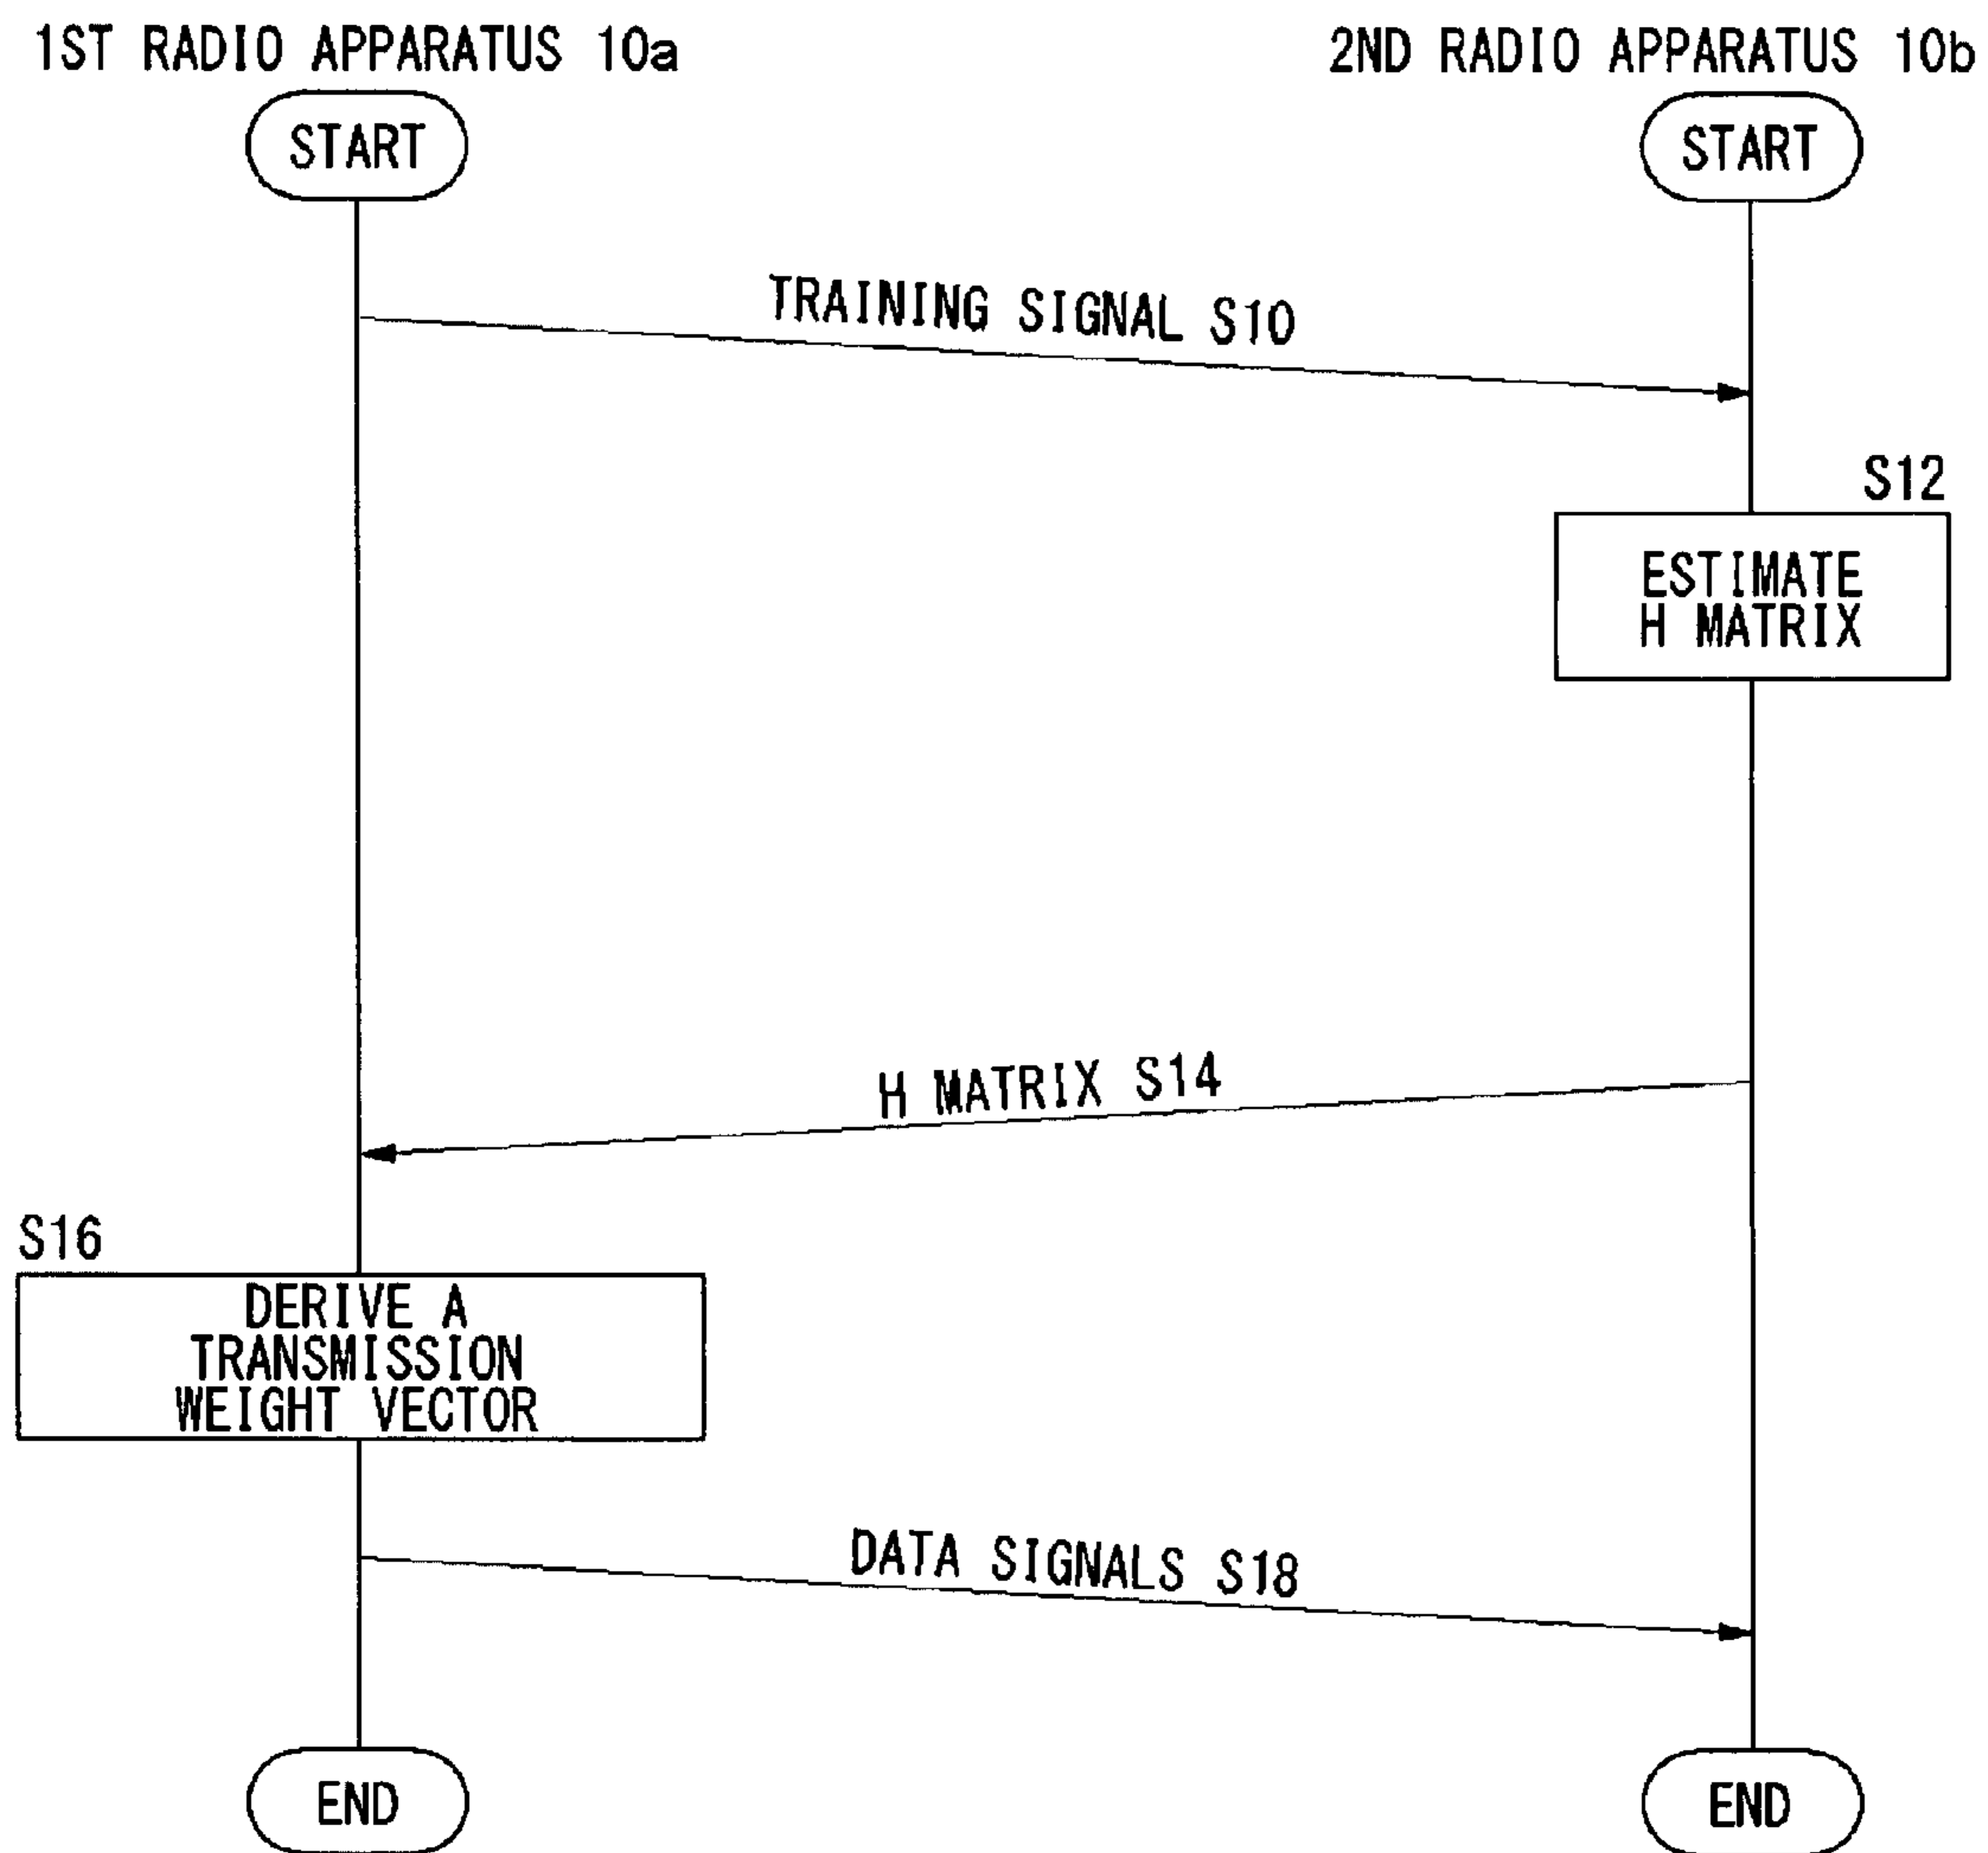 1ST RADIO APPARATUS 10a
2ND RADIO APPARATUS 10b
START
START
TRAINING SIGNAL S10
S12
ESTIMATE
H MATRIX
H MATRIX S14
S16
DERIVE A
TRANSMISSION
WEIGHT VECTOR
DATA SIGNALS S18
END
END